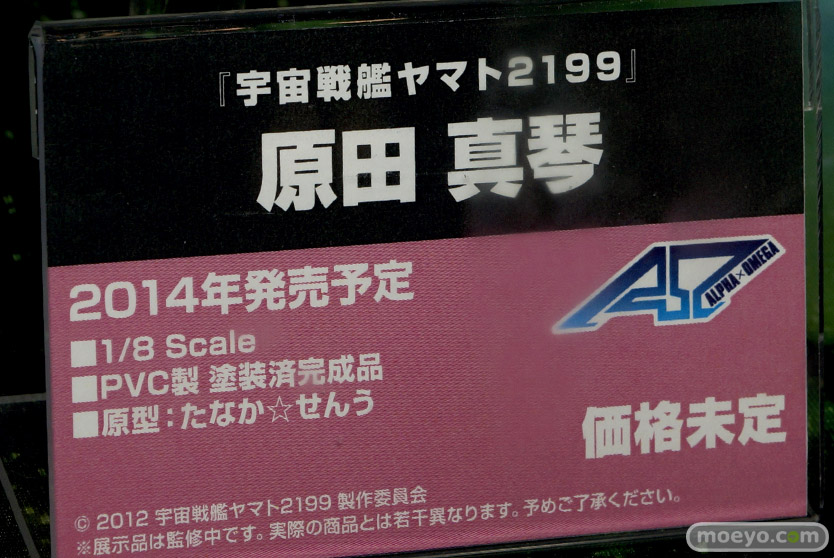 『宇宙戦艦ヤマト2199』
原田 真琴
2014年発売予定
ALPHA×OMEGA
■1/8 Scale
■PVC製 塗装済完成品
■原型：たなか☆せんう
価格未定
© 2012 宇宙戦艦ヤマト2199 製作委員会
※展示品は監修中です。実際の商品とは若干異なります。予めご了承ください。
moeyo.com